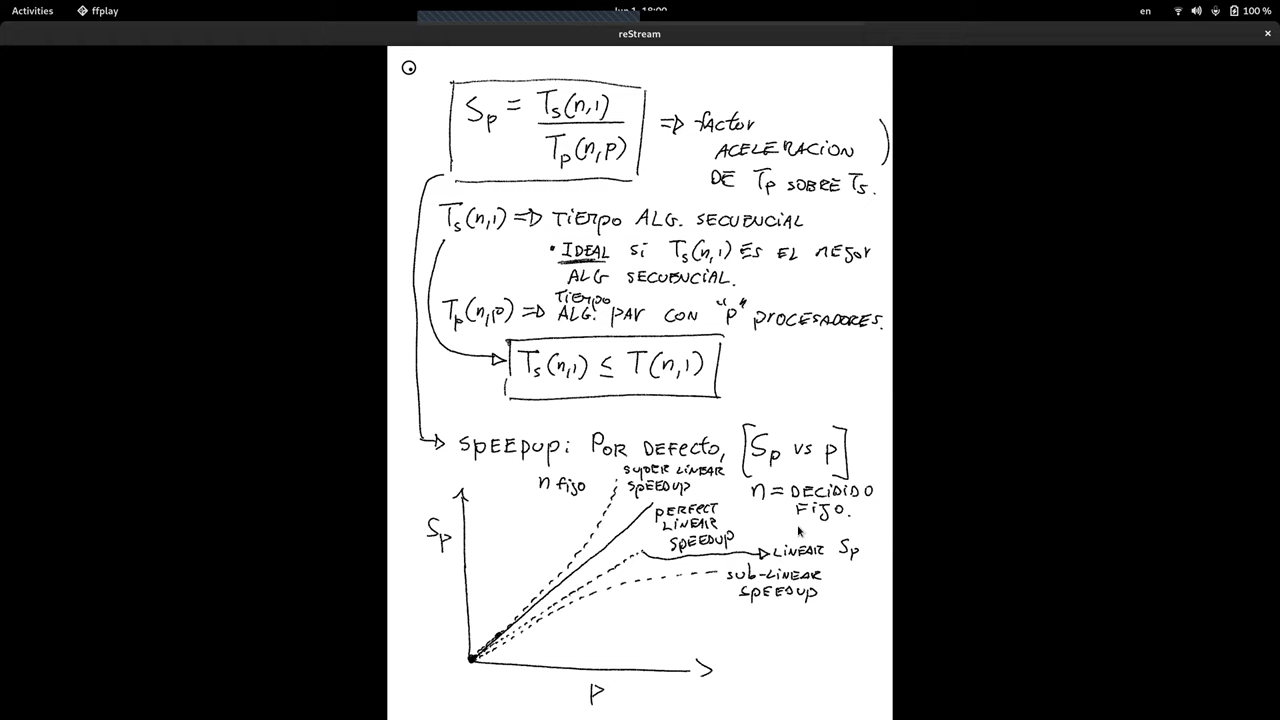 Activities ffplay en 100 %
reStream
Sp = Ts(n,1) / Tp(n,p) => factor
ACELERACION
DE Tp SOBRE Ts.
Ts(n,1) => TIEMPO ALG. SECUENCIAL
• IDEAL SI Ts(n,1) ES EL MEJOR
ALG SECUENCIAL.
TIEMPO
Tp(n,p) => ALG. PAR CON "P" PROCESADORES.
Ts(n,1) ≤ T(n,1)
SPEEDUP: POR DEFECTO, [Sp vs p]
n = DECIDIDO
FIJO.
n fijo
SUPER LINEAR
SPEEDUP
PERFECT
LINEAR
SPEEDUP
LINEAR Sp
SUB-LINEAR
SPEEDUP
Sp
P